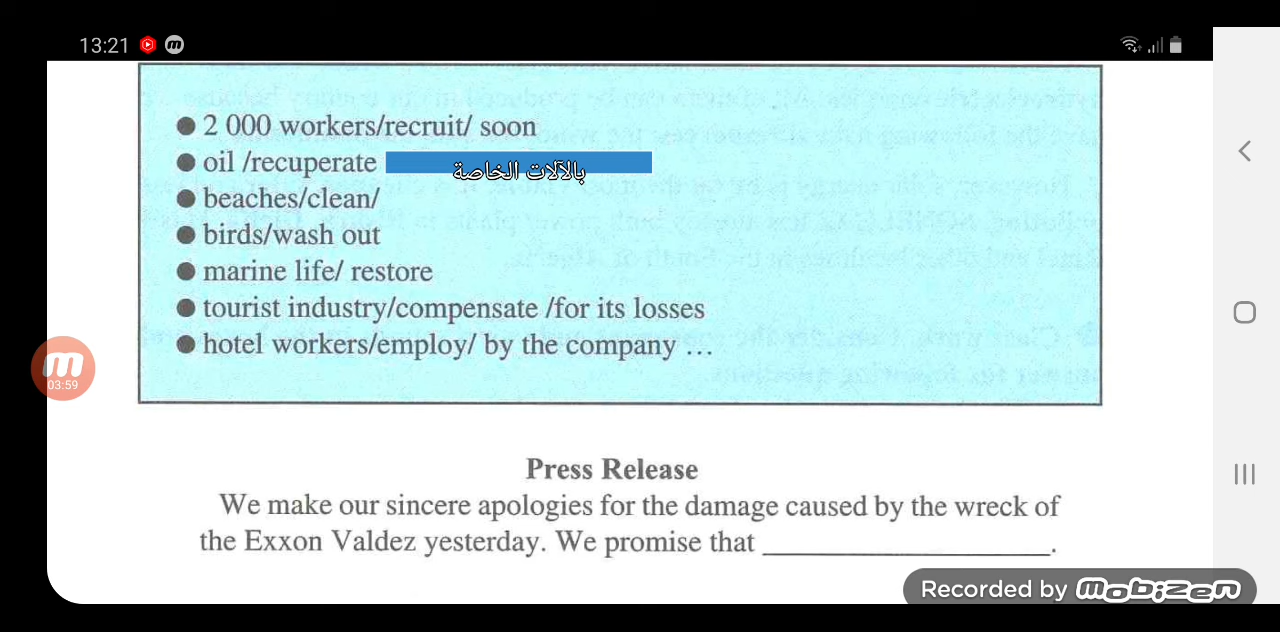 13:21
● 2 000 workers/recruit/ soon
● oil /recuperate بالآلات الخاصة
● beaches/clean/
● birds/wash out
● marine life/ restore
● tourist industry/compensate /for its losses
● hotel workers/employ/ by the company ...
03:59
Press Release
We make our sincere apologies for the damage caused by the wreck of
the Exxon Valdez yesterday. We promise that ____________________.
Recorded by mobizen